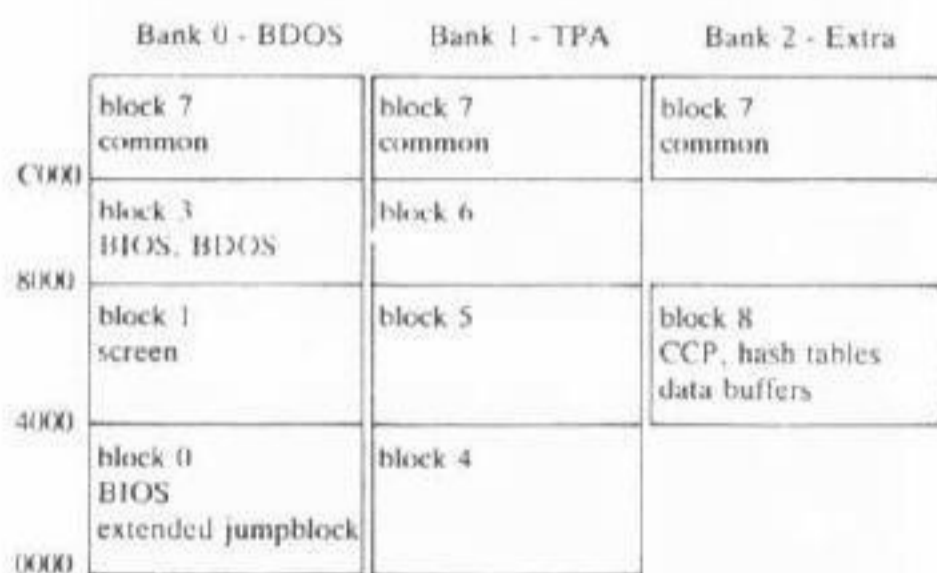 Bank 0 - BDOS Bank 1 - TPA Bank 2 - Extra
block 7 block 7 block 7
common common common
C000
block 3 block 6
BIOS, BDOS
8000
block 1 block 5 block 8
screen CCP, hash tables
data buffers
4000
block 0 block 4
BIOS
extended jumpblock
0000